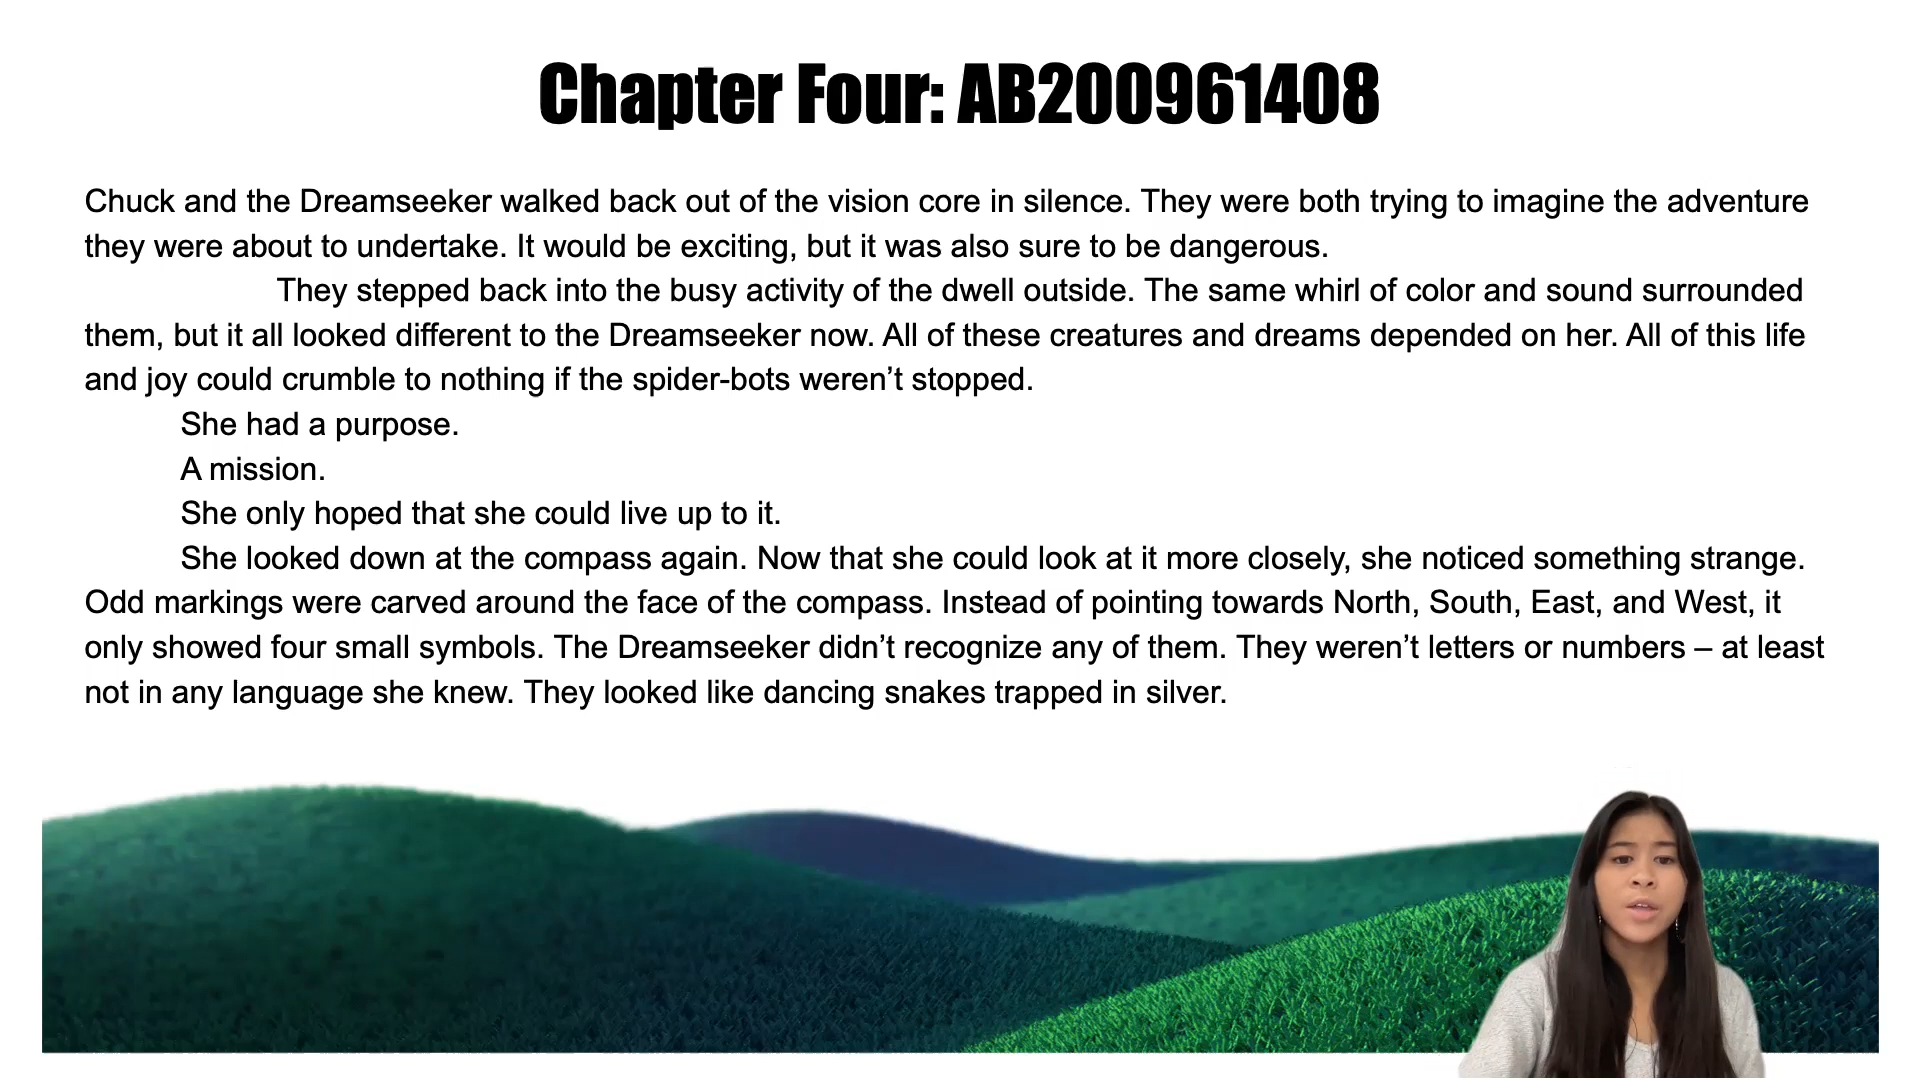 Chapter Four: AB200961408
Chuck and the Dreamseeker walked back out of the vision core in silence. They were both trying to imagine the adventure
they were about to undertake. It would be exciting, but it was also sure to be dangerous.
They stepped back into the busy activity of the dwell outside. The same whirl of color and sound surrounded
them, but it all looked different to the Dreamseeker now. All of these creatures and dreams depended on her. All of this life
and joy could crumble to nothing if the spider-bots weren’t stopped.
She had a purpose.
A mission.
She only hoped that she could live up to it.
She looked down at the compass again. Now that she could look at it more closely, she noticed something strange.
Odd markings were carved around the face of the compass. Instead of pointing towards North, South, East, and West, it
only showed four small symbols. The Dreamseeker didn’t recognize any of them. They weren’t letters or numbers – at least
not in any language she knew. They looked like dancing snakes trapped in silver.